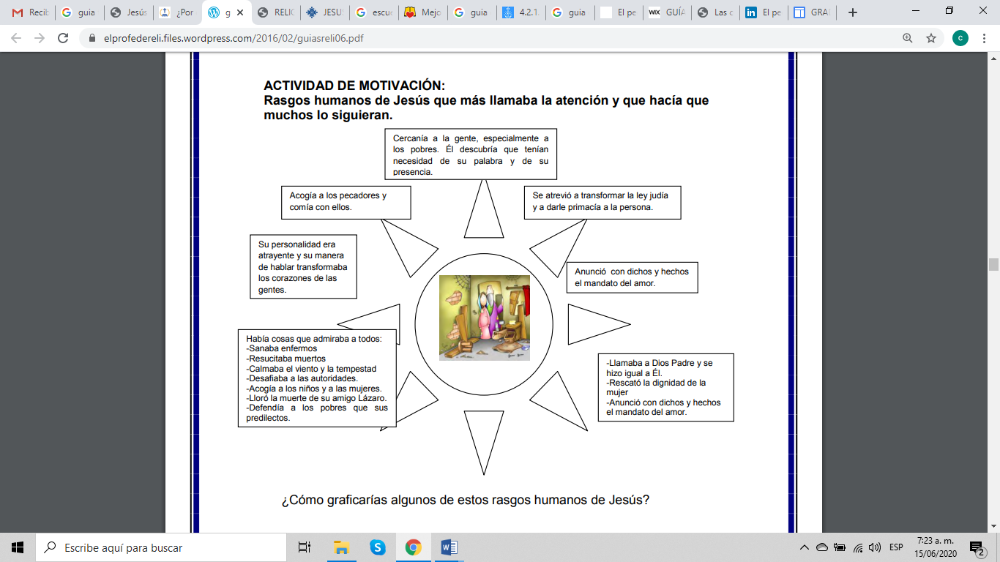 Recib
guia
Jesús
¿Por
g
RELIG
JESU
escue
Mejo
guia
4.2.1.
guia
El pe
WIX
GUÍA
Las c
El pe
GRAD
elprofedereli.files.wordpress.com/2016/02/guiasreli06.pdf
c
ACTIVIDAD DE MOTIVACIÓN:
Rasgos humanos de Jesús que más llamaba la atención y que hacía que
muchos lo siguieran.
Cercanía a la gente, especialmente a
los pobres. Él descubría que tenían
necesidad de su palabra y de su
presencia.
Acogía a los pecadores y
comía con ellos.
Se atrevió a transformar la ley judía
y a darle primacía a la persona.
Su personalidad era
atrayente y su manera
de hablar transformaba
los corazones de las
gentes.
Anunció con dichos y hechos
el mandato del amor.
Había cosas que admiraba a todos:
-Sanaba enfermos
-Resucitaba muertos
-Calmaba el viento y la tempestad
-Desafiaba a las autoridades.
-Acogía a los niños y a las mujeres.
-Lloró la muerte de su amigo Lázaro.
-Defendía a los pobres que sus
predilectos.
-Llamaba a Dios Padre y se
hizo igual a Él.
-Rescató la dignidad de la
mujer
-Anunció con dichos y hechos
el mandato del amor.
¿Cómo graficarías algunos de estos rasgos humanos de Jesús?
Escribe aquí para buscar
ESP
7:23 a. m.
15/06/2020
2